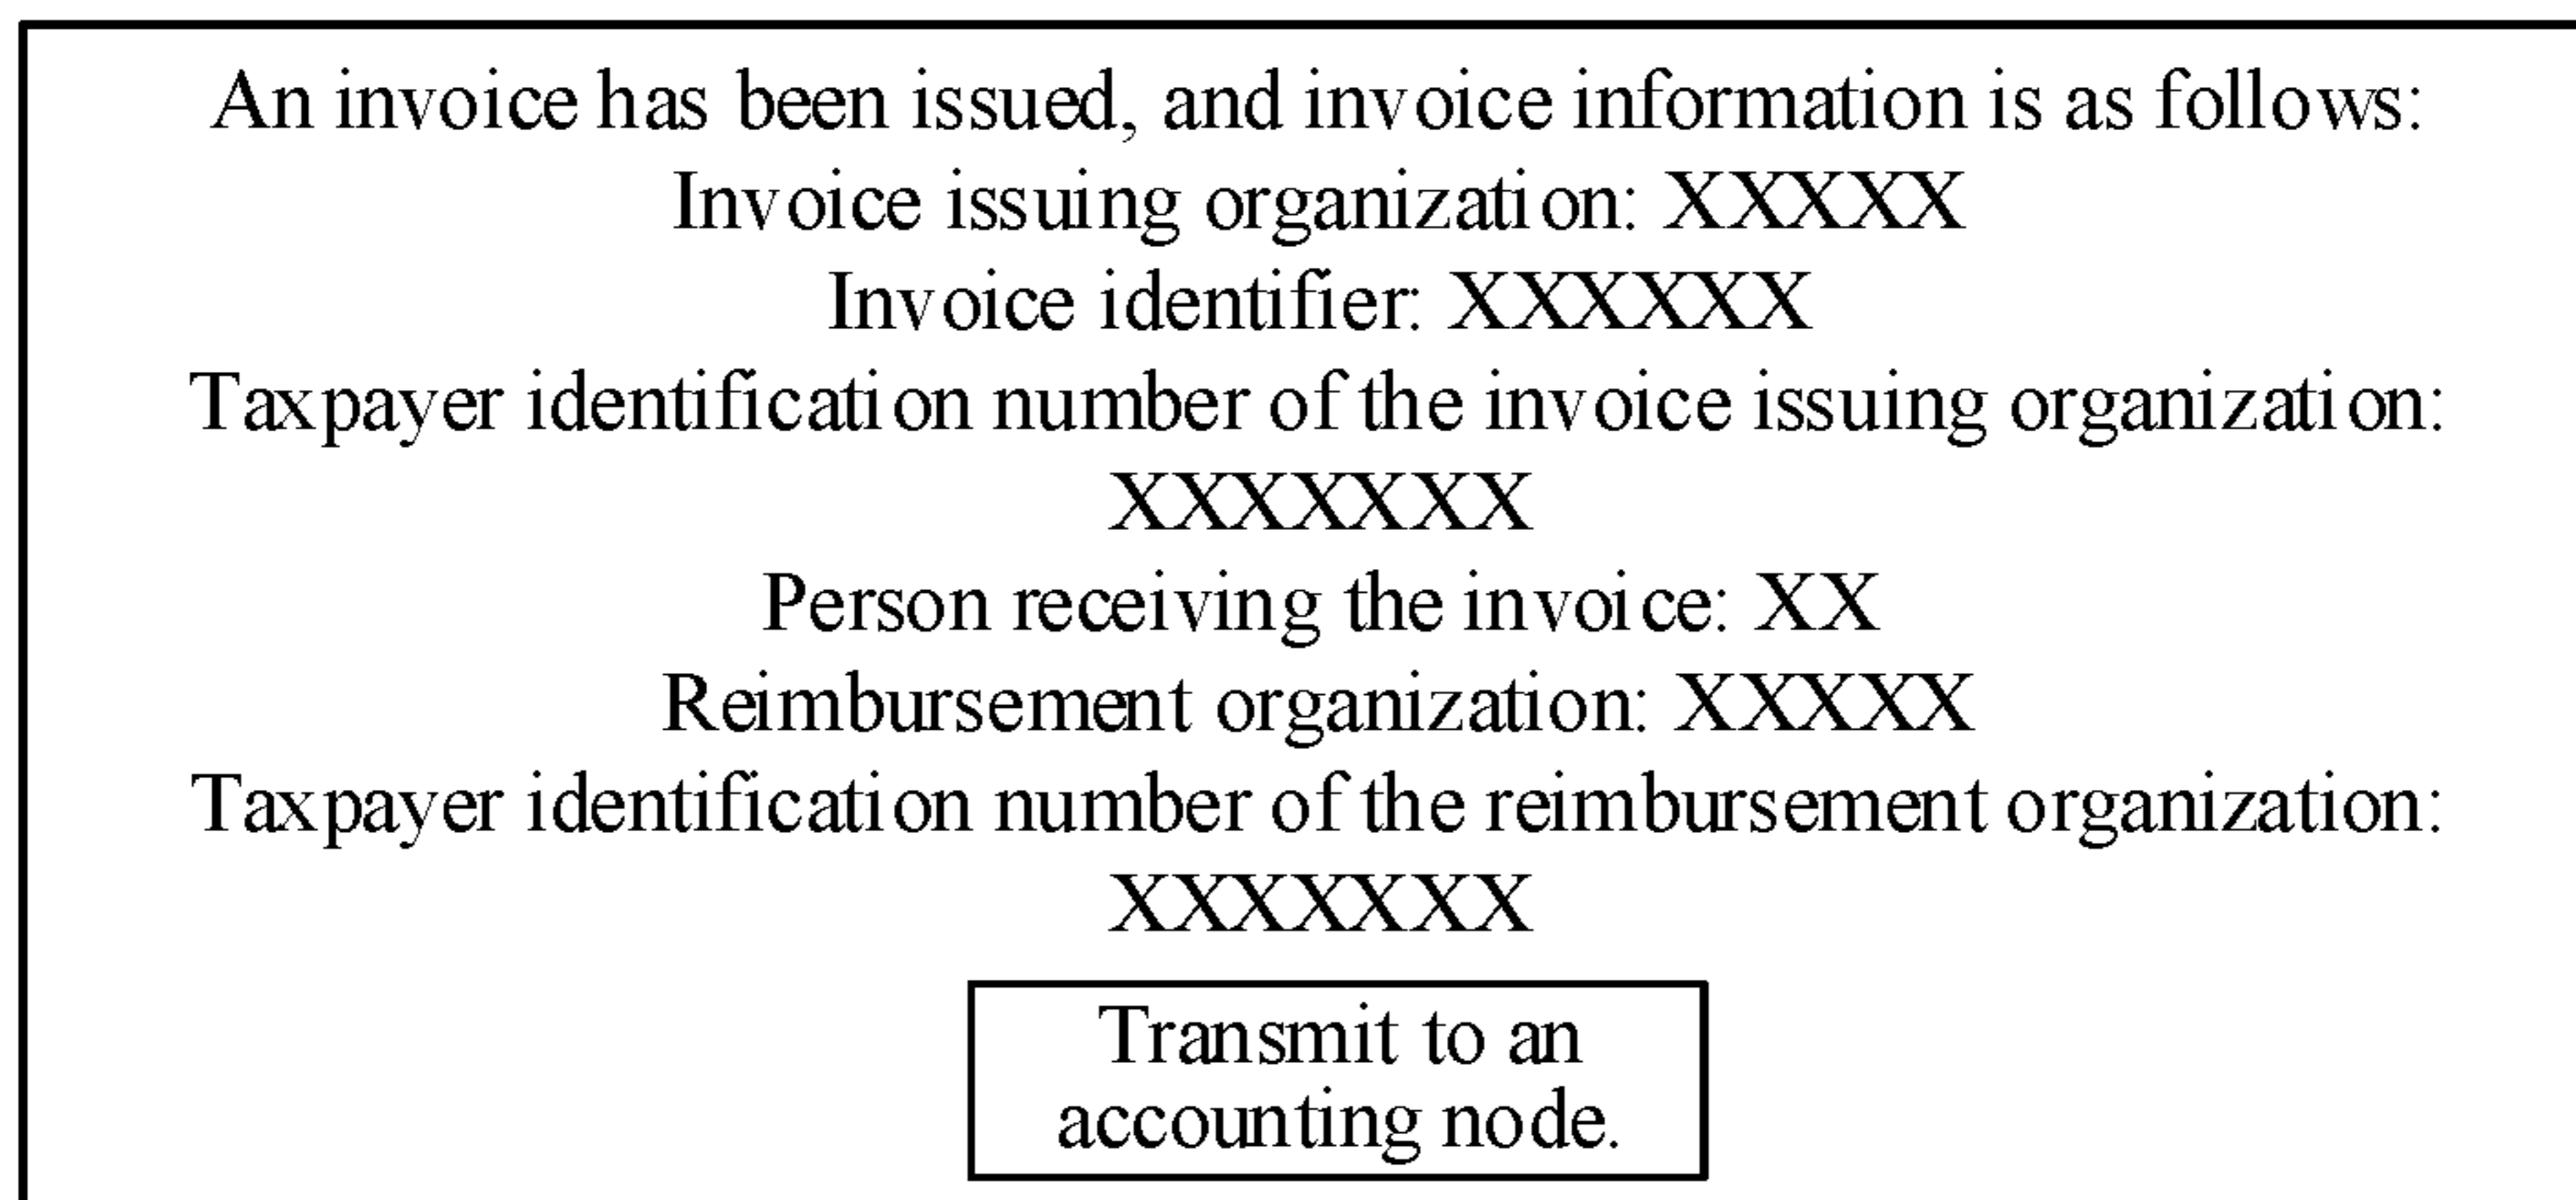 An invoice has been issued, and invoice information is as follows:
Invoice issuing organization: XXXXX
Invoice identifier: XXXXXX
Taxpayer identification number of the invoice issuing organization:
XXXXXXX
Person receiving the invoice: XX
Reimbursement organization: XXXXX
Taxpayer identification number of the reimbursement organization:
XXXXXXX
Transmit to an
accounting node.